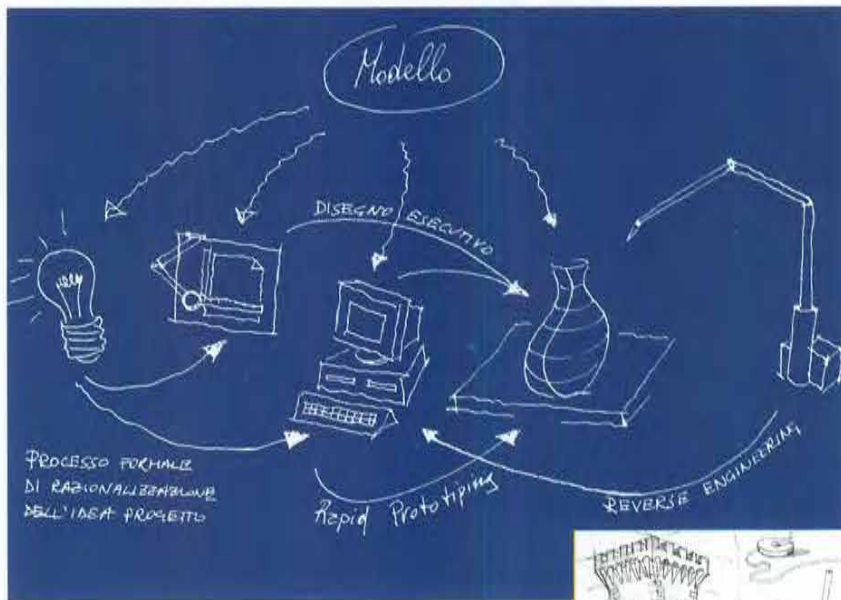 Modello
DISEGNO ESECUTIVO
PROCESSO FORMALE
DI RAZIONALIZZAZIONE
DELL'IDEA PROGETTO
Rapid Prototiping
REVERSE ENGINEERING